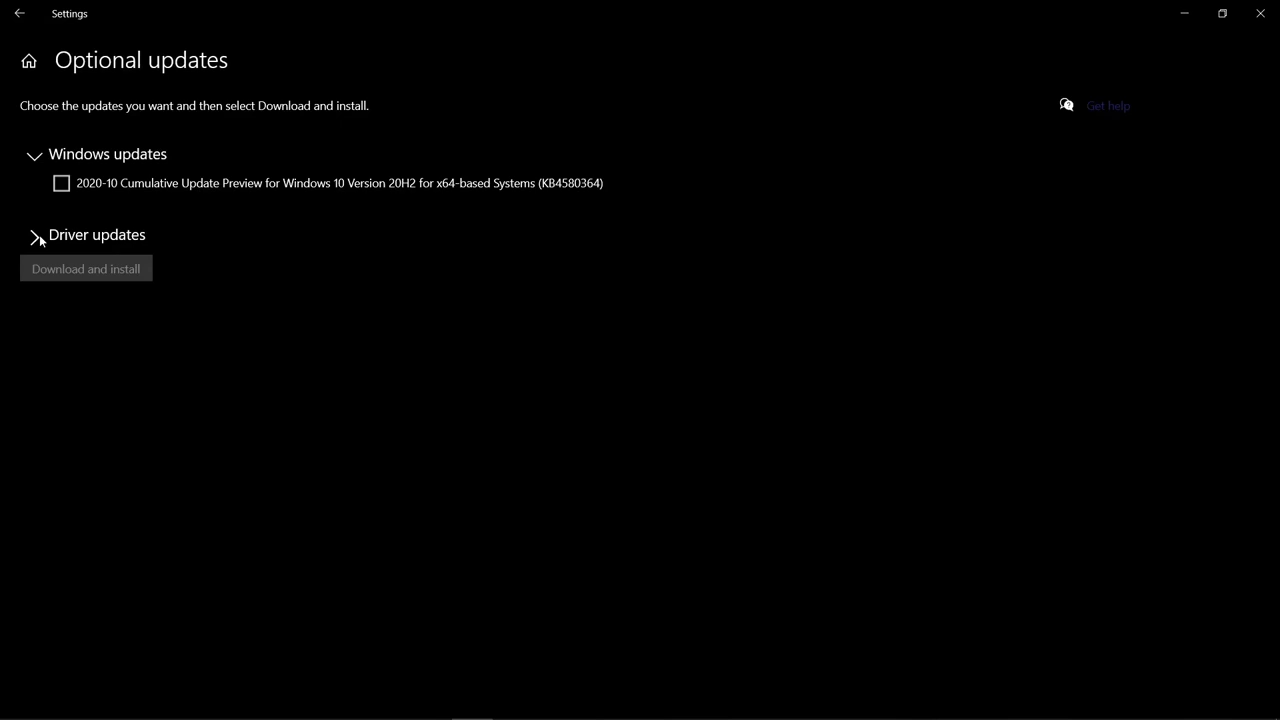 Settings
Optional updates
Choose the updates you want and then select Download and install.
Get help
Windows updates
2020-10 Cumulative Update Preview for Windows 10 Version 20H2 for x64-based Systems (KB4580364)
Driver updates
Download and install